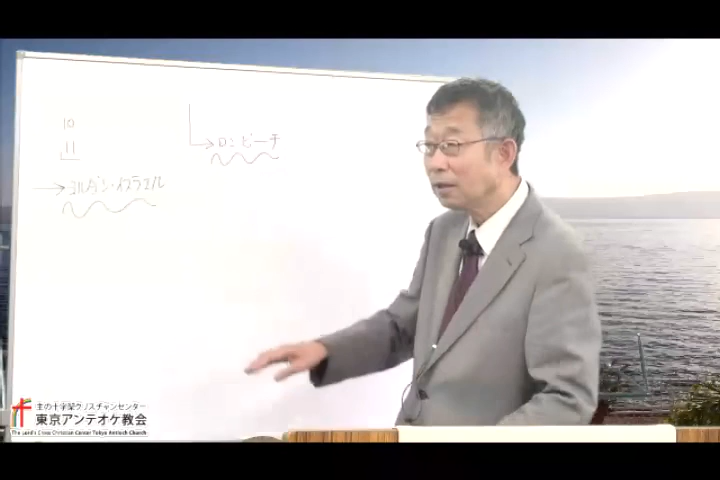 10
11
→ヨルダン・イスラエル
→ロンビーチ
主の十字架クリスチャンセンター
東京アンテオケ教会
The Lord's Cross Christian Center Tokyo Antioch Church